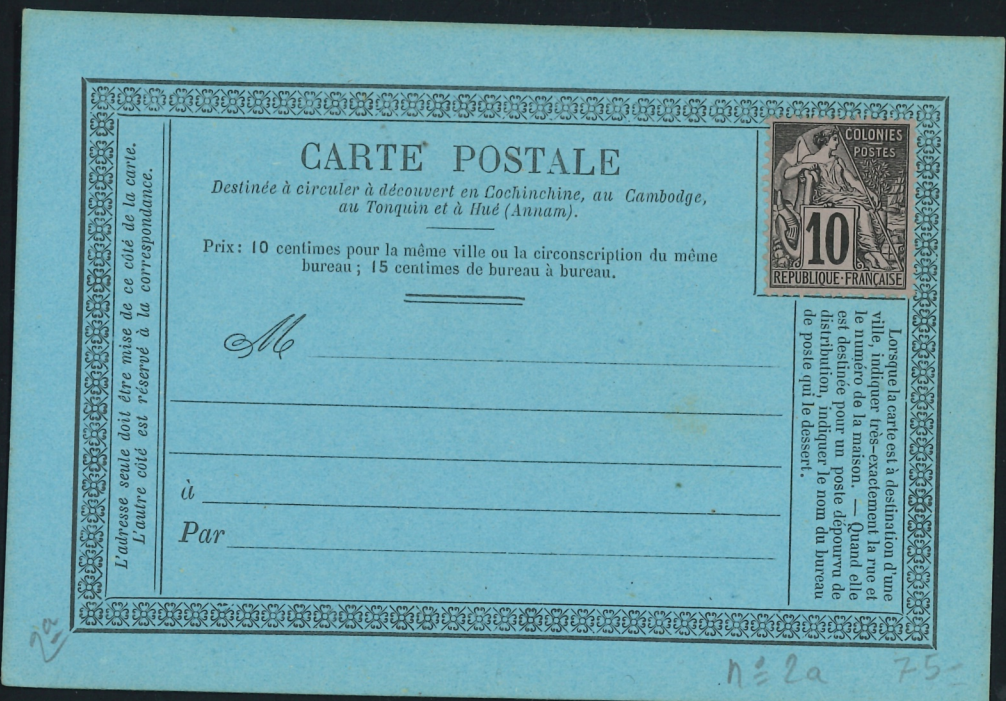 CARTE POSTALE
Destinée à circuler à découvert en Cochinchine, au Cambodge,
au Tonquin et à Hué (Annam).
Prix: 10 centimes pour la même ville ou la circonscription du même
bureau; 15 centimes de bureau à bureau.
COLONIES
POSTES
10
REPUBLIQUE·FRANÇAISE
M
à
Par
L'adresse seule doit être mise de ce côté de la carte.
L'autre côté est réservé à la correspondance.
Lorsque la carte est à destination d'une
ville, indiquer très-exactement la rue et
le numéro de la maison. — Quand elle
est destinée pour un poste dépourvu de
distribution, indiquer le nom du bureau
de poste qui le dessert.
2a
nº 2a 75-